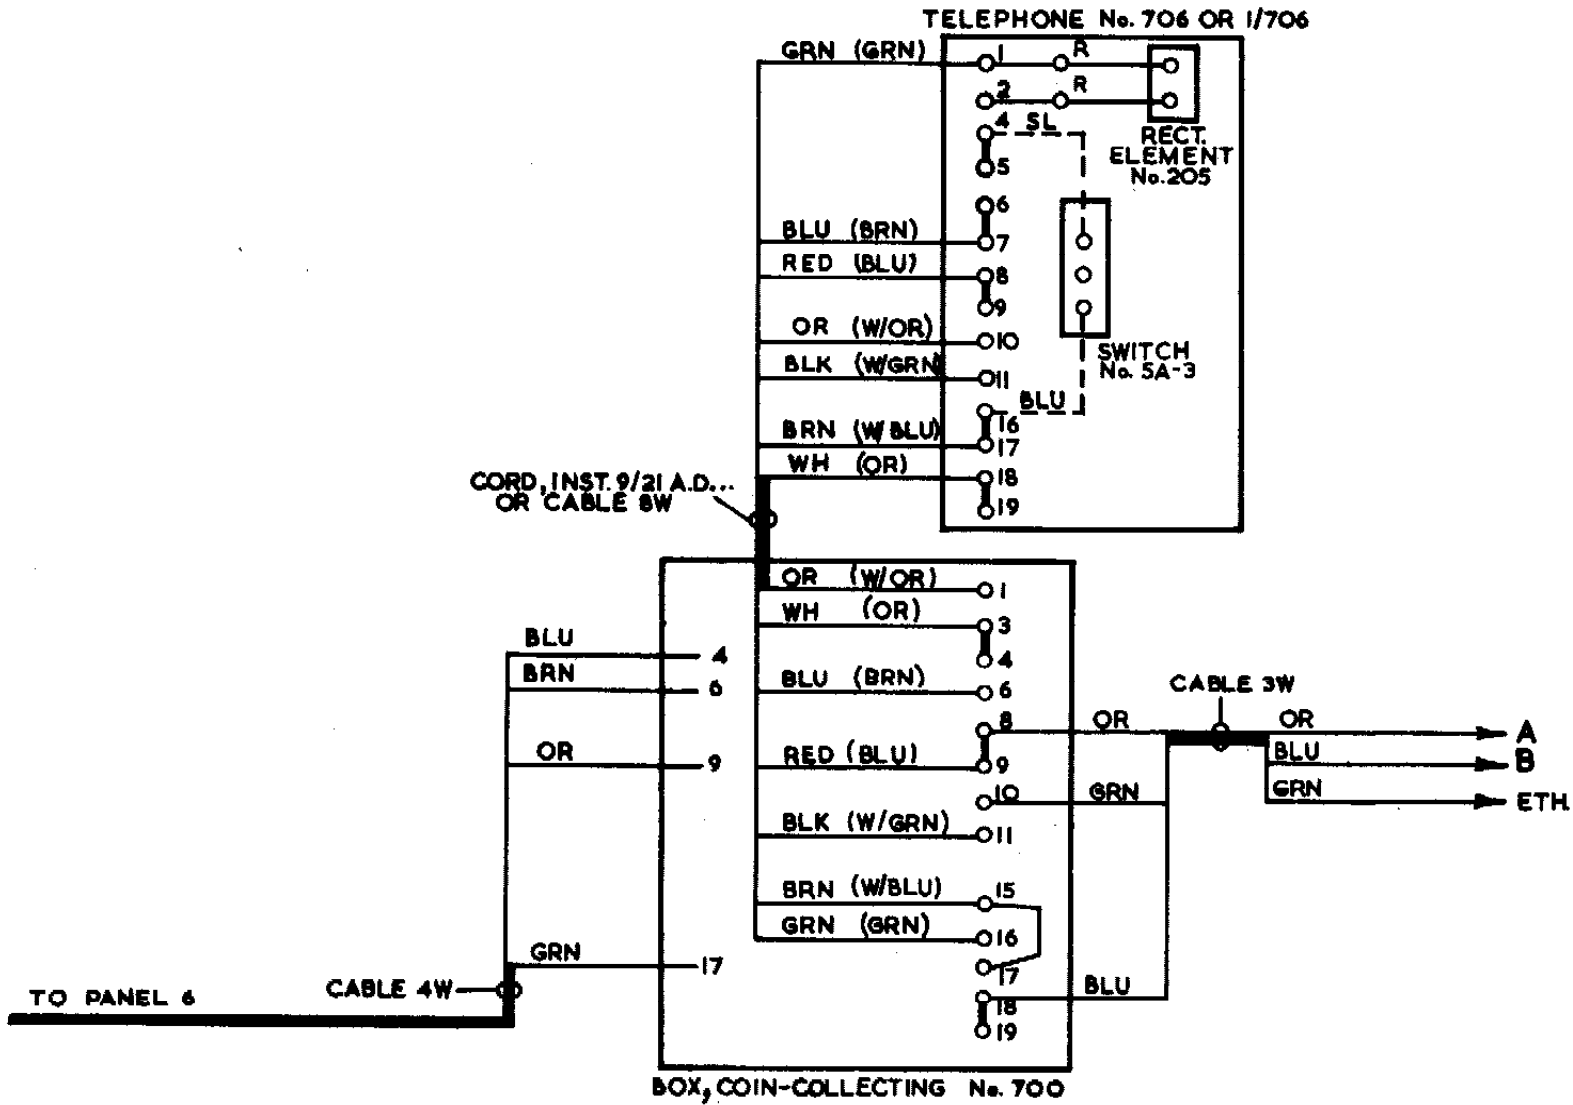 TELEPHONE No. 706 OR 1/706
GRN (GRN)
1
R
2
R
4
SL
5
RECT.
ELEMENT
No. 205
6
BLU (BRN)
7
RED (BLU)
8
9
OR (W/OR)
10
SWITCH
No. 5A-3
BLK (W/GRN)
11
BLU
16
BRN (W/BLU)
17
WH (OR)
18
19
CORD, INST. 9/21 A.D...
OR CABLE 8W
OR (W/OR)
1
WH (OR)
3
4
BLU
4
BRN
6
BLU (BRN)
6
CABLE 3W
8
OR
OR
A
OR
9
RED (BLU)
9
BLU
B
10
GRN
GRN
ETH.
BLK (W/GRN)
11
BRN (W/BLU)
15
GRN (GRN)
16
GRN
17
17
CABLE 4W
TO PANEL 6
18
BLU
19
BOX, COIN-COLLECTING No. 700